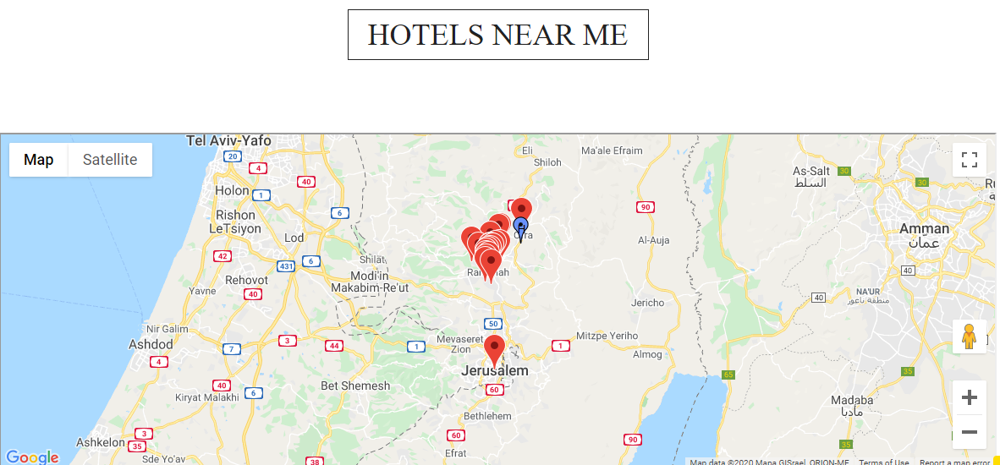 HOTELS NEAR ME
Tel Aviv-Yafo
Map
Satellite
20
4
40
Holon
1
6
Rishon
LeTsiyon
Lod
42
431
6
Rehovot
Yavne
40
Shilat
Modi'in
Makabim-Re'ut
Eli
Shiloh
Ma'ale Efraim
90
Al-Auja
As-Salt
السلط
30
30
Amman
عمّان
40
NA'UR
منطقة ناعور
40
Jericho
50
Nir Galim
Ashdod
4
7
3
44
1
Mevaseret
Zion
1
Mitzpe Yeriho
Almog
Jerusalem
60
40
6
Kiryat Malakhi
Bet Shemesh
65
35
Madaba
مادبا
Bethlehem
Ashkelon
3
35
Sde Yo'av
38
60
Efrat
90
35
Google
Map data ©2020 Mapa GISrael, ORION-ME
Terms of Use
Report a map error